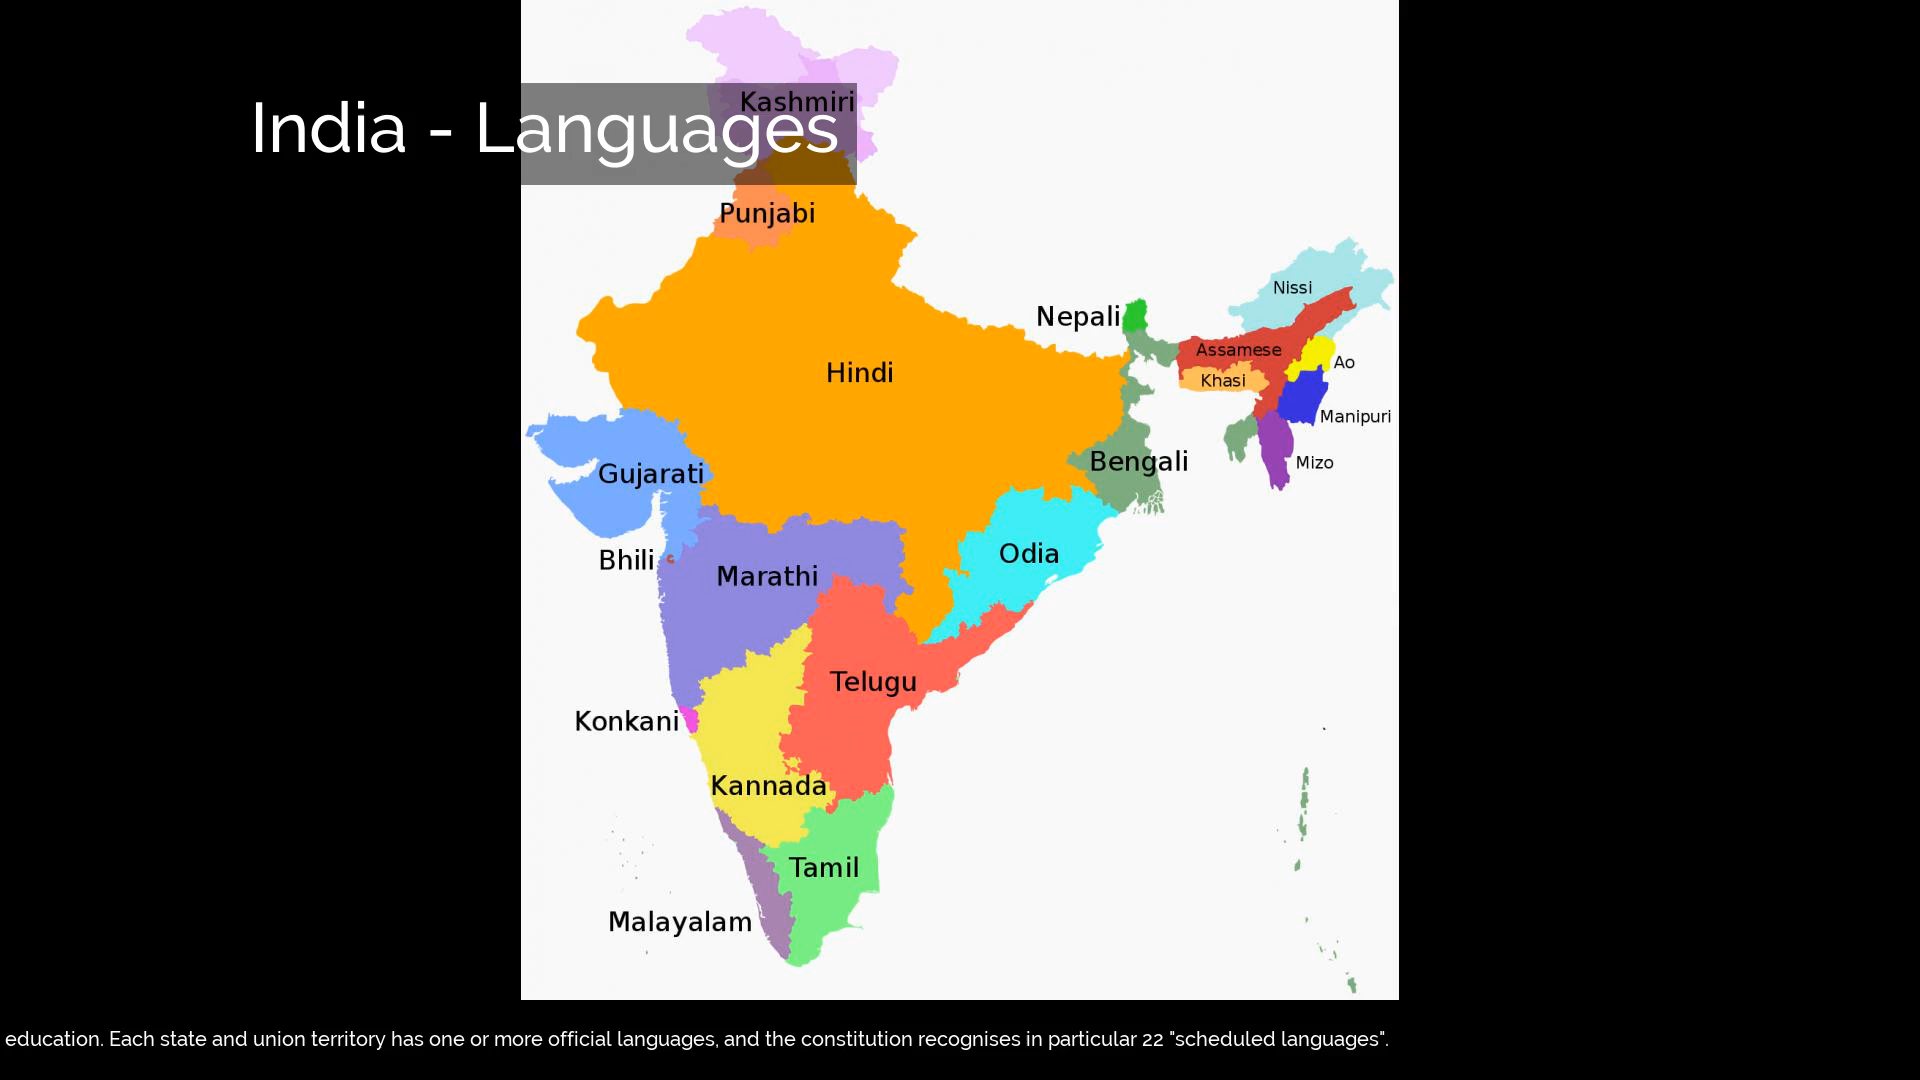 Kashmiri
India - Languages
Punjabi
Nissi
Nepali
Assamese
Ao
Hindi
Khasi
Manipuri
Bengali
Mizo
Gujarati
Odia
Bhili
Marathi
Telugu
Konkani
Kannada
Tamil
Malayalam
education. Each state and union territory has one or more official languages, and the constitution recognises in particular 22 "scheduled languages".